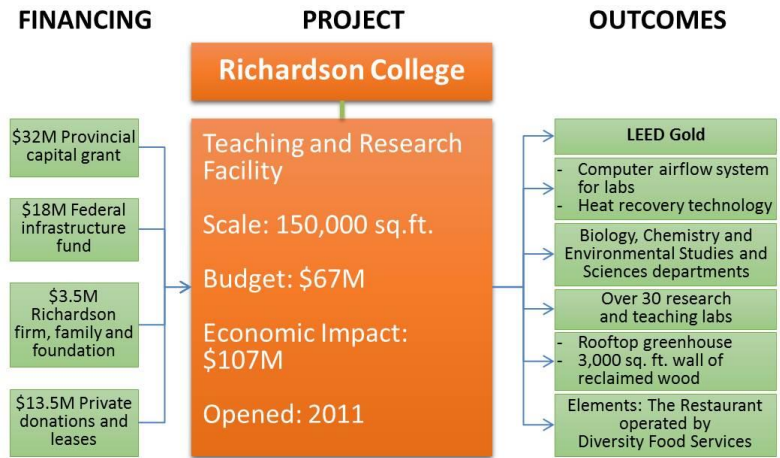 FINANCING
PROJECT
OUTCOMES
Richardson College
$32M Provincial
capital grant
$18M Federal
infrastructure
fund
$3.5M
Richardson
firm, family and
foundation
$13.5M Private
donations and
leases
Teaching and Research
Facility
Scale: 150,000 sq.ft.
Budget: $67M
Economic Impact:
$107M
Opened: 2011
LEED Gold
- Computer airflow system
for labs
- Heat recovery technology
Biology, Chemistry and
Environmental Studies and
Sciences departments
Over 30 research
and teaching labs
- Rooftop greenhouse
- 3,000 sq. ft. wall of
reclaimed wood
Elements: The Restaurant
operated by
Diversity Food Services